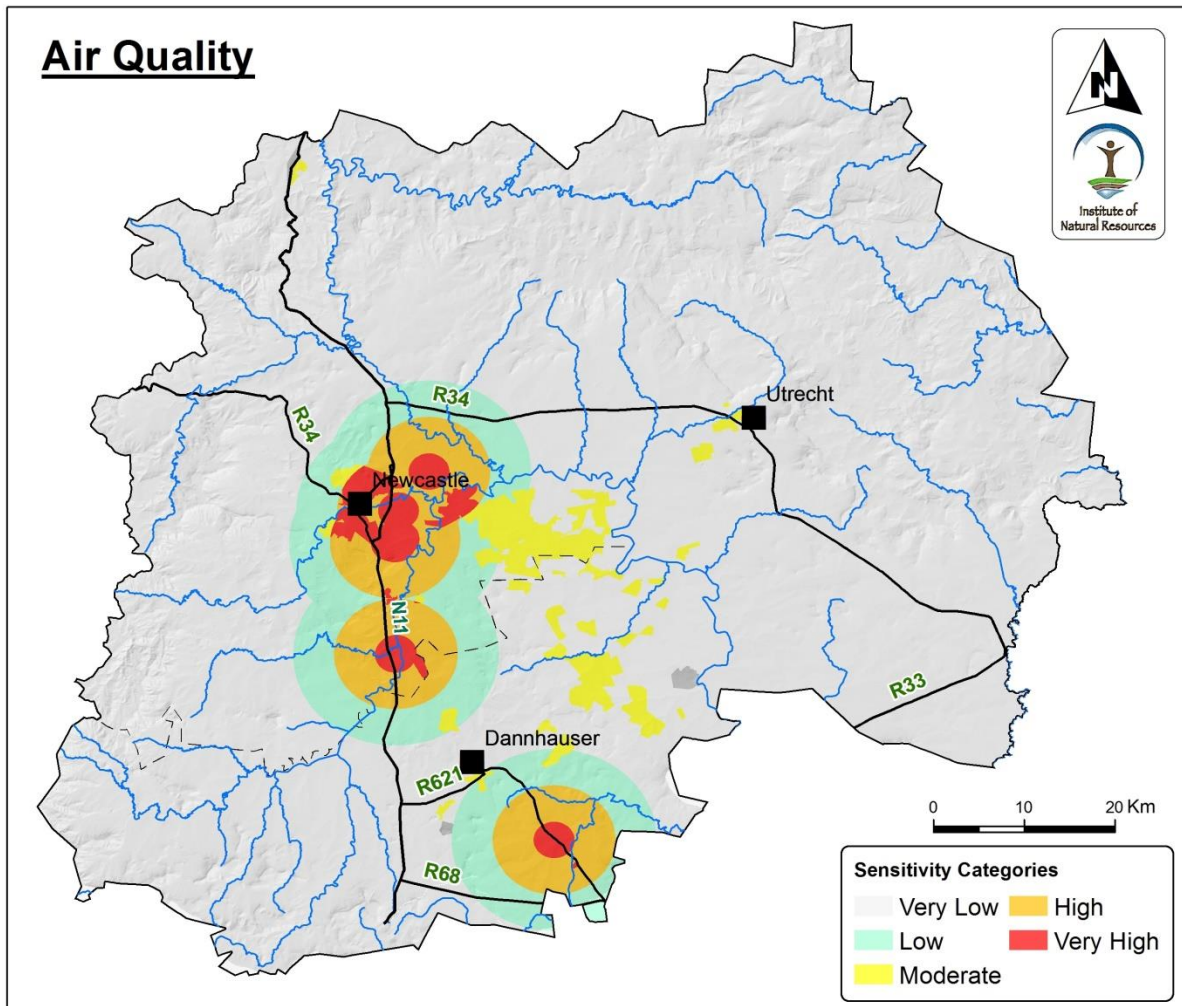 Air Quality
N
Institute of
Natural Resources
R34
R34
Utrecht
Newcastle
N11
R33
Dannhauser
R621
R68
0 10 20 Km
Sensitivity Categories
Very Low
High
Low
Very High
Moderate